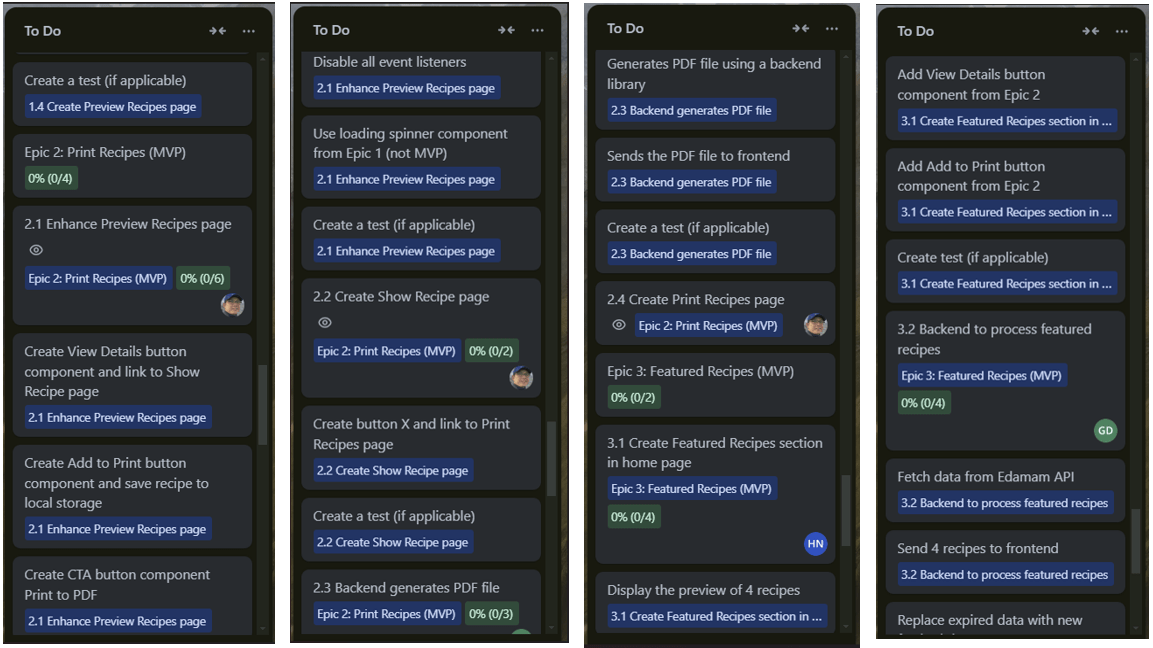 To Do
Create a test (if applicable)
1.4 Create Preview Recipes page
Epic 2: Print Recipes (MVP)
0% (0/4)
2.1 Enhance Preview Recipes page
Epic 2: Print Recipes (MVP) 0% (0/6)
Create View Details button
component and link to Show
Recipe page
2.1 Enhance Preview Recipes page
Create Add to Print button
component and save recipe to
local storage
2.1 Enhance Preview Recipes page
Create CTA button component
Print to PDF
2.1 Enhance Preview Recipes page
To Do
Disable all event listeners
2.1 Enhance Preview Recipes page
Use loading spinner component
from Epic 1 (not MVP)
2.1 Enhance Preview Recipes page
Create a test (if applicable)
2.1 Enhance Preview Recipes page
2.2 Create Show Recipe page
Epic 2: Print Recipes (MVP) 0% (0/2)
Create button X and link to Print
Recipes page
2.2 Create Show Recipe page
Create a test (if applicable)
2.2 Create Show Recipe page
2.3 Backend generates PDF file
Epic 2: Print Recipes (MVP) 0% (0/3)
To Do
Generates PDF file using a backend
library
2.3 Backend generates PDF file
Sends the PDF file to frontend
2.3 Backend generates PDF file
Create a test (if applicable)
2.3 Backend generates PDF file
2.4 Create Print Recipes page
Epic 2: Print Recipes (MVP)
Epic 3: Featured Recipes (MVP)
0% (0/2)
3.1 Create Featured Recipes section
in home page
Epic 3: Featured Recipes (MVP)
0% (0/4)
HN
Display the preview of 4 recipes
3.1 Create Featured Recipes section in ...
To Do
Add View Details button
component from Epic 2
3.1 Create Featured Recipes section in ...
Add Add to Print button
component from Epic 2
3.1 Create Featured Recipes section in ...
Create test (if applicable)
3.1 Create Featured Recipes section in ...
3.2 Backend to process featured
recipes
Epic 3: Featured Recipes (MVP)
0% (0/4)
GD
Fetch data from Edamam API
3.2 Backend to process featured recipes
Send 4 recipes to frontend
3.2 Backend to process featured recipes
Replace expired data with new